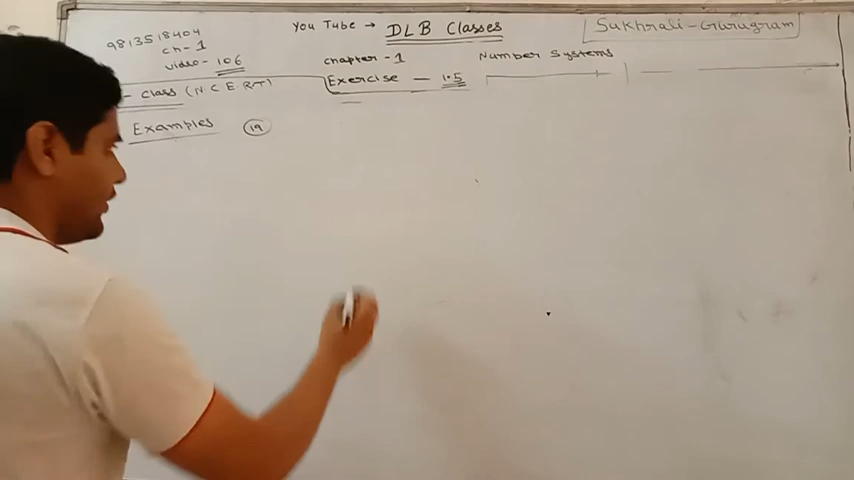 9813518404
ch-1
video - 106
You Tube → DLB Classes
Sukhrali - Gurugram
chapter - 1
Number Systems
- class (N C E R T)
Exercise — 1.5
Examples 19